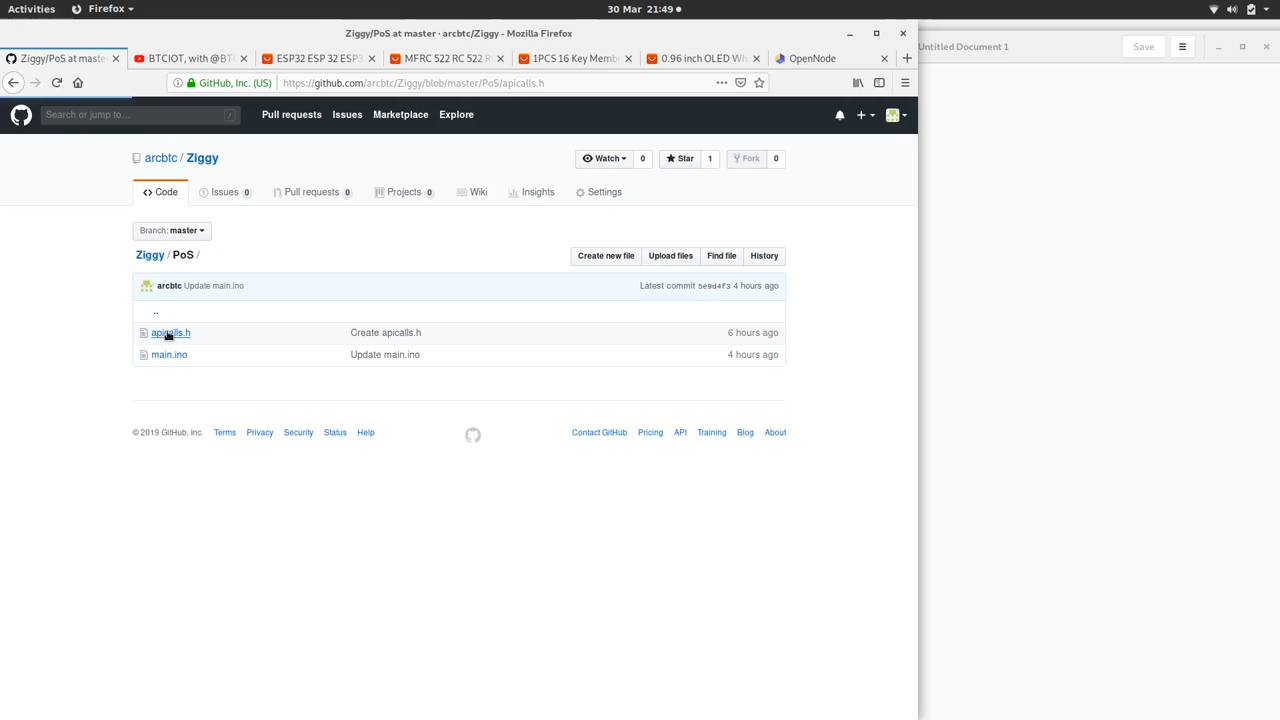 Activities Firefox 30 Mar 21:49
Ziggy/PoS at master · arcbtc/Ziggy - Mozilla Firefox
Untitled Document 1 Save
Ziggy/PoS at maste BTCIOT, with @BT ESP32 ESP 32 ESP3 MFRC 522 RC 522 R 1PCS 16 Key Memb 0.96 inch OLED Wh OpenNode
GitHub, Inc. (US) https://github.com/arcbtc/Ziggy/blob/master/PoS/apicalls.h
Search or jump to... / Pull requests Issues Marketplace Explore
arcbtc / Ziggy Watch 0 Star 1 Fork 0
Code Issues 0 Pull requests 0 Projects 0 Wiki Insights Settings
Branch: master
Ziggy / PoS / Create new file Upload files Find file History
arcbtc Update main.ino Latest commit 5e9d4f3 4 hours ago
..
apicalls.h Create apicalls.h 6 hours ago
main.ino Update main.ino 4 hours ago
© 2019 GitHub, Inc. Terms Privacy Security Status Help Contact GitHub Pricing API Training Blog About